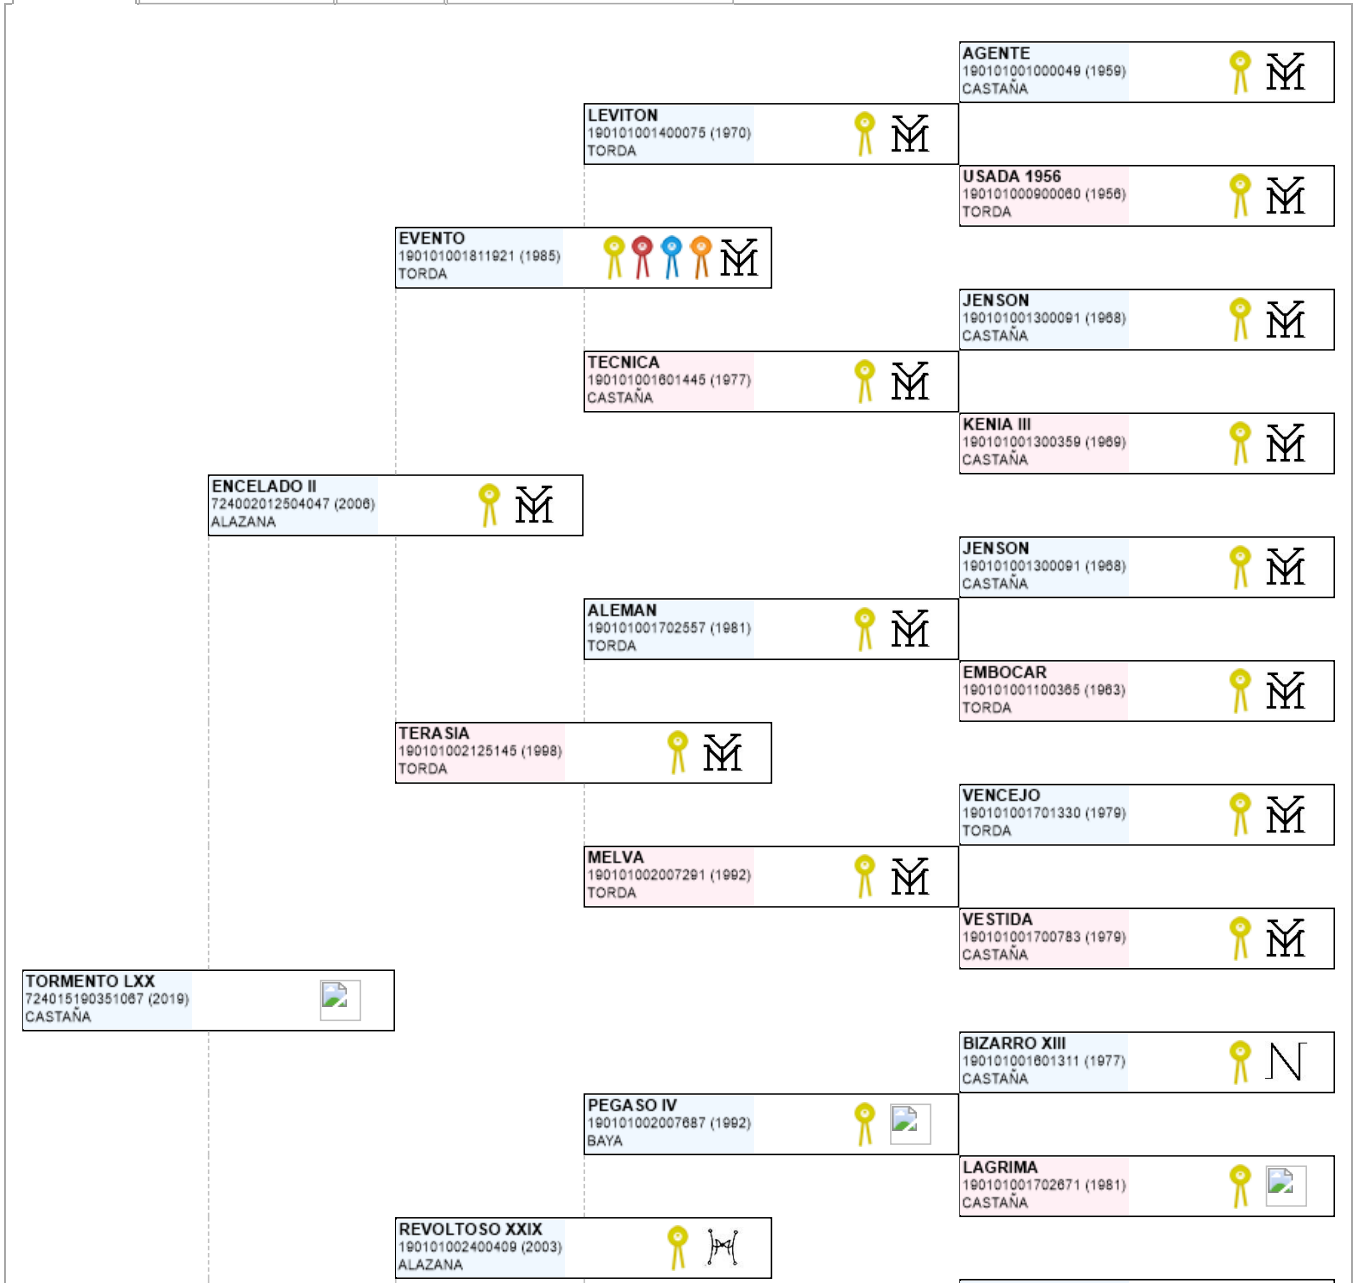 AGENTE
190101001000049 (1959)
CASTAÑA
LEVITON
190101001400075 (1970)
TORDA
USADA 1956
190101000900060 (1956)
TORDA
EVENTO
190101001811921 (1985)
TORDA
JENSON
190101001300091 (1968)
CASTAÑA
TECNICA
190101001601445 (1977)
CASTAÑA
KENIA III
190101001300359 (1969)
CASTAÑA
ENCELADO II
724002012504047 (2006)
ALAZANA
JENSON
190101001300091 (1968)
CASTAÑA
ALEMAN
190101001702557 (1981)
TORDA
EMBOCAR
190101001100365 (1963)
TORDA
TERASIA
190101002125145 (1998)
TORDA
VENCEJO
190101001701330 (1979)
TORDA
MELVA
190101002007291 (1992)
TORDA
VESTIDA
190101001700783 (1979)
CASTAÑA
TORMENTO LXX
724015190351067 (2019)
CASTAÑA
BIZARRO XIII
190101001601311 (1977)
CASTAÑA
PEGASO IV
190101002007687 (1992)
BAYA
LAGRIMA
190101001702671 (1981)
CASTAÑA
REVOLTOSO XXIX
190101002400409 (2003)
ALAZANA